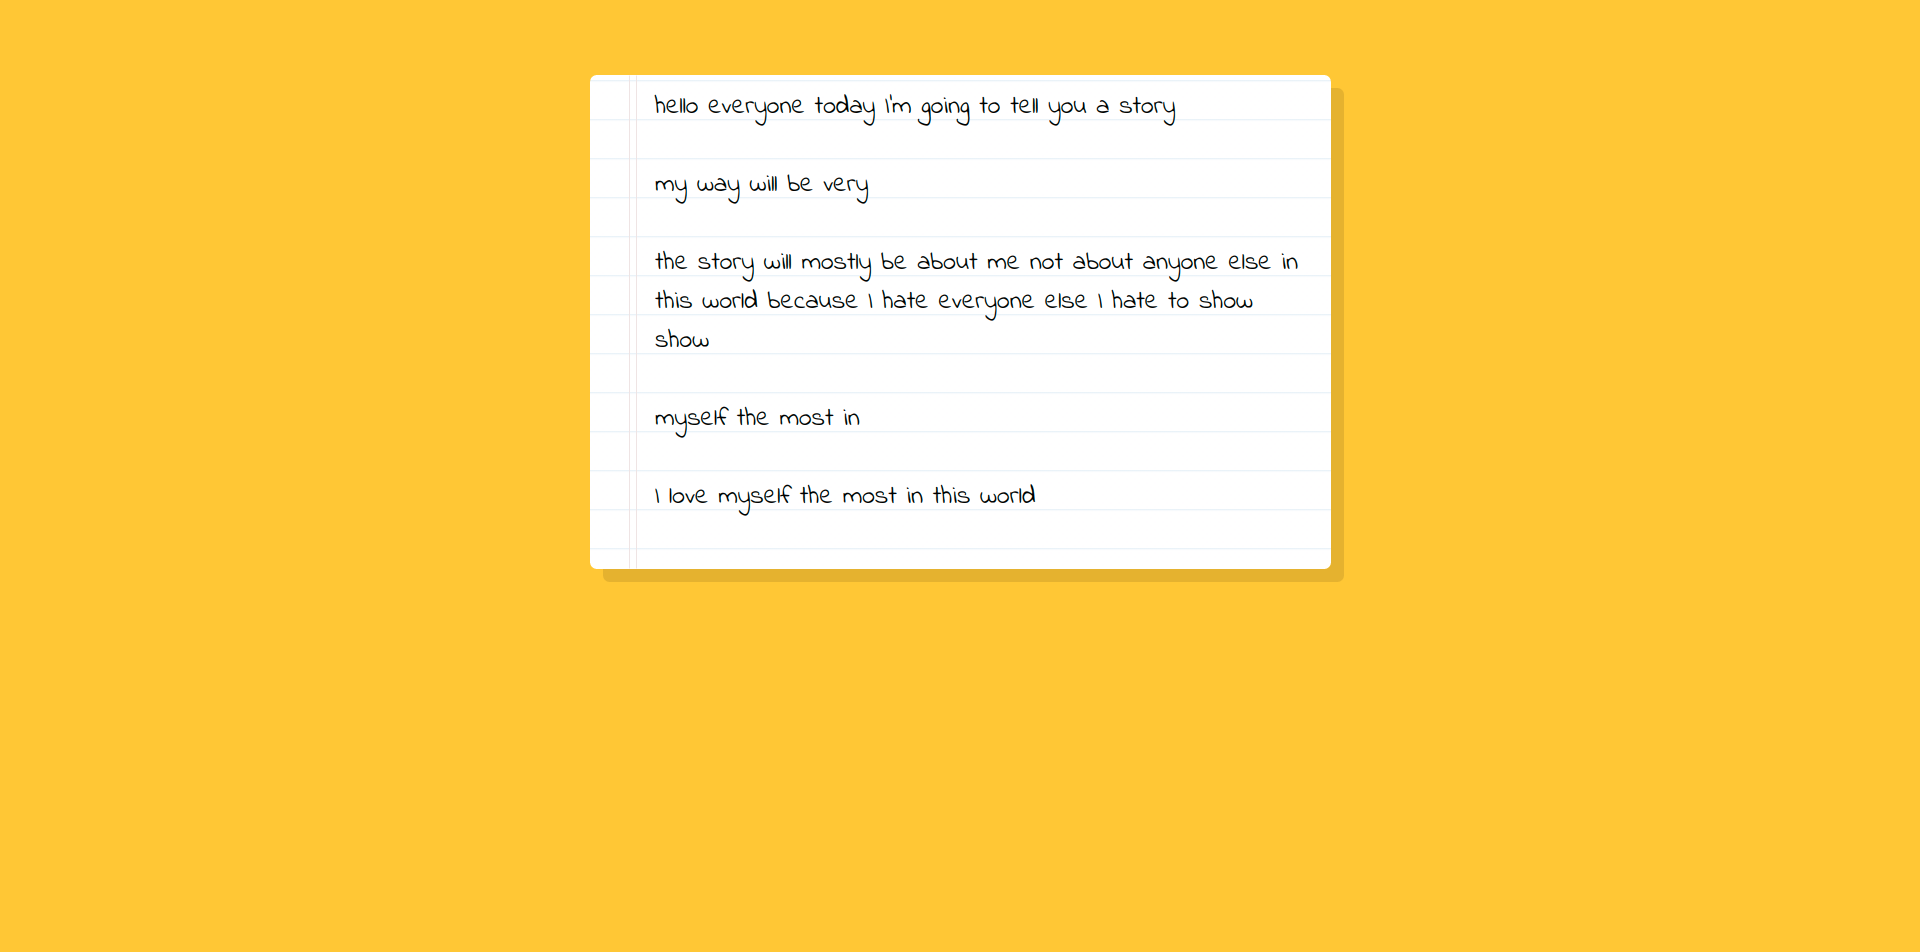 hello everyone today I'm going to tell you a story
my way will be very
the story will mostly be about me not about anyone else in
this world because I hate everyone else I hate to show
show
myself the most in
I love myself the most in this world